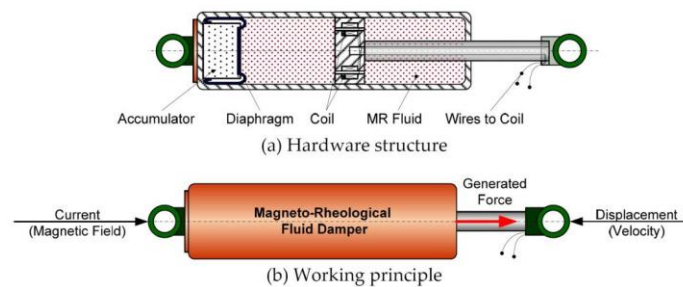 Accumulator Diaphragm Coil MR Fluid Wires to Coil
(a) Hardware structure
Generated
Force
Current
(Magnetic Field)
Magneto-Rheological
Fluid Damper
Displacement
(Velocity)
(b) Working principle